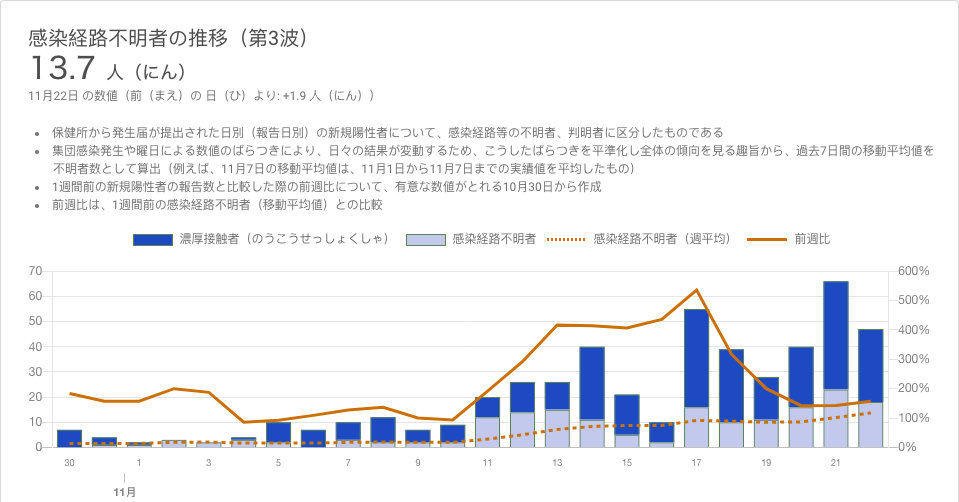 感染経路不明者の推移（第3波）
13.7 人（にん）
11月22日 の数値（前（まえ）の 日（ひ）より: +1.9 人（にん））
• 保健所から発生届が提出された日別（報告日別）の新規陽性者について、感染経路等の不明者、判明者に区分したものである
• 集団感染発生や曜日による数値のばらつきにより、日々の結果が変動するため、こうしたばらつきを平準化し全体の傾向を見る趣旨から、過去7日間の移動平均値を
不明者数として算出（例えば、11月7日の移動平均値は、11月1日から11月7日までの実績値を平均したもの）
• 1週間前の新規陽性者の報告数と比較した際の前週比について、有意な数値がとれる10月30日から作成
• 前週比は、1週間前の感染経路不明者（移動平均値）との比較
濃厚接触者（のうこうせっしょくしゃ） 感染経路不明者 感染経路不明者（週平均） 前週比
70 600%
60 500%
50 400%
40 300%
30 200%
20 100%
10 0%
0
30 1 3 5 7 9 11 13 15 17 19 21
11月